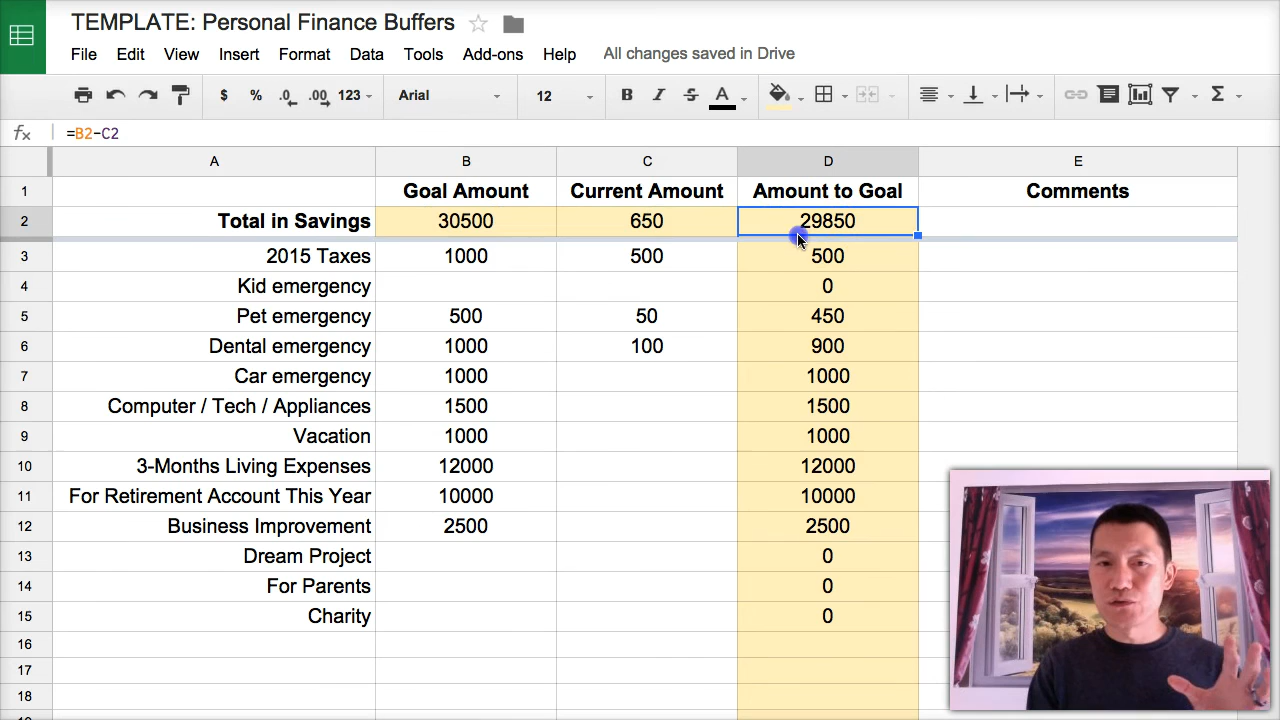 TEMPLATE: Personal Finance Buffers
File Edit View Insert Format Data Tools Add-ons Help All changes saved in Drive
$ % .0 .00 123 Arial 12 B I S A Σ
fx =B2-C2
A B C D E
1 Goal Amount Current Amount Amount to Goal Comments
2 Total in Savings 30500 650 29850
3 2015 Taxes 1000 500 500
4 Kid emergency 0
5 Pet emergency 500 50 450
6 Dental emergency 1000 100 900
7 Car emergency 1000 1000
8 Computer / Tech / Appliances 1500 1500
9 Vacation 1000 1000
10 3-Months Living Expenses 12000 12000
11 For Retirement Account This Year 10000 10000
12 Business Improvement 2500 2500
13 Dream Project 0
14 For Parents 0
15 Charity 0
16
17
18